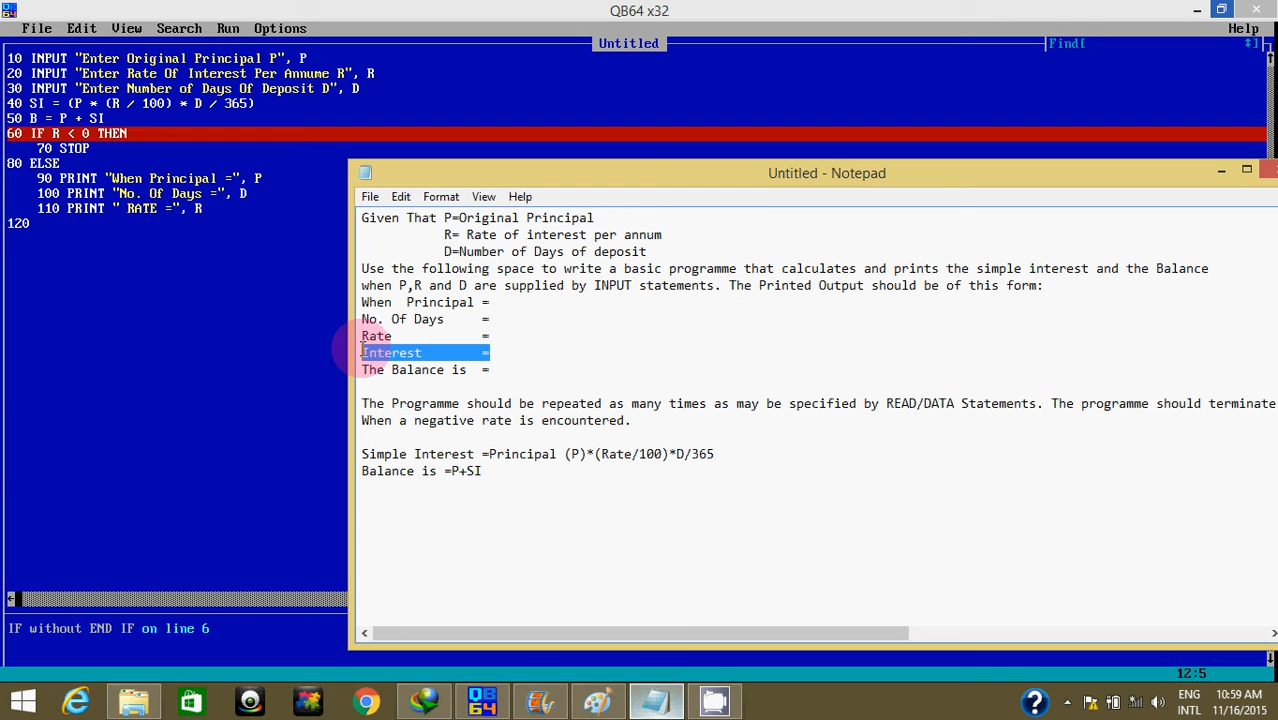 QB64 x32
File Edit View Search Run Options Help
Untitled
Find[
10 INPUT "Enter Original Principal P", P
20 INPUT "Enter Rate Of Interest Per Annume R", R
30 INPUT "Enter Number of Days Of Deposit D", D
40 SI = (P * (R / 100) * D / 365)
50 B = P + SI
60 IF R < 0 THEN
70 STOP
80 ELSE
90 PRINT "When Principal =", P
100 PRINT "No. Of Days =", D
110 PRINT " RATE =", R
120
IF without END IF on line 6
12:5
Untitled - Notepad
File Edit Format View Help
Given That P=Original Principal
R= Rate of interest per annum
D=Number of Days of deposit
Use the following space to write a basic programme that calculates and prints the simple interest and the Balance
when P,R and D are supplied by INPUT statements. The Printed Output should be of this form:
When Principal =
No. Of Days =
Rate =
Interest =
The Balance is =
The Programme should be repeated as many times as may be specified by READ/DATA Statements. The programme should terminate
When a negative rate is encountered.
Simple Interest =Principal (P)*(Rate/100)*D/365
Balance is =P+SI
QB
64
ENG
INTL
10:59 AM
11/16/2015